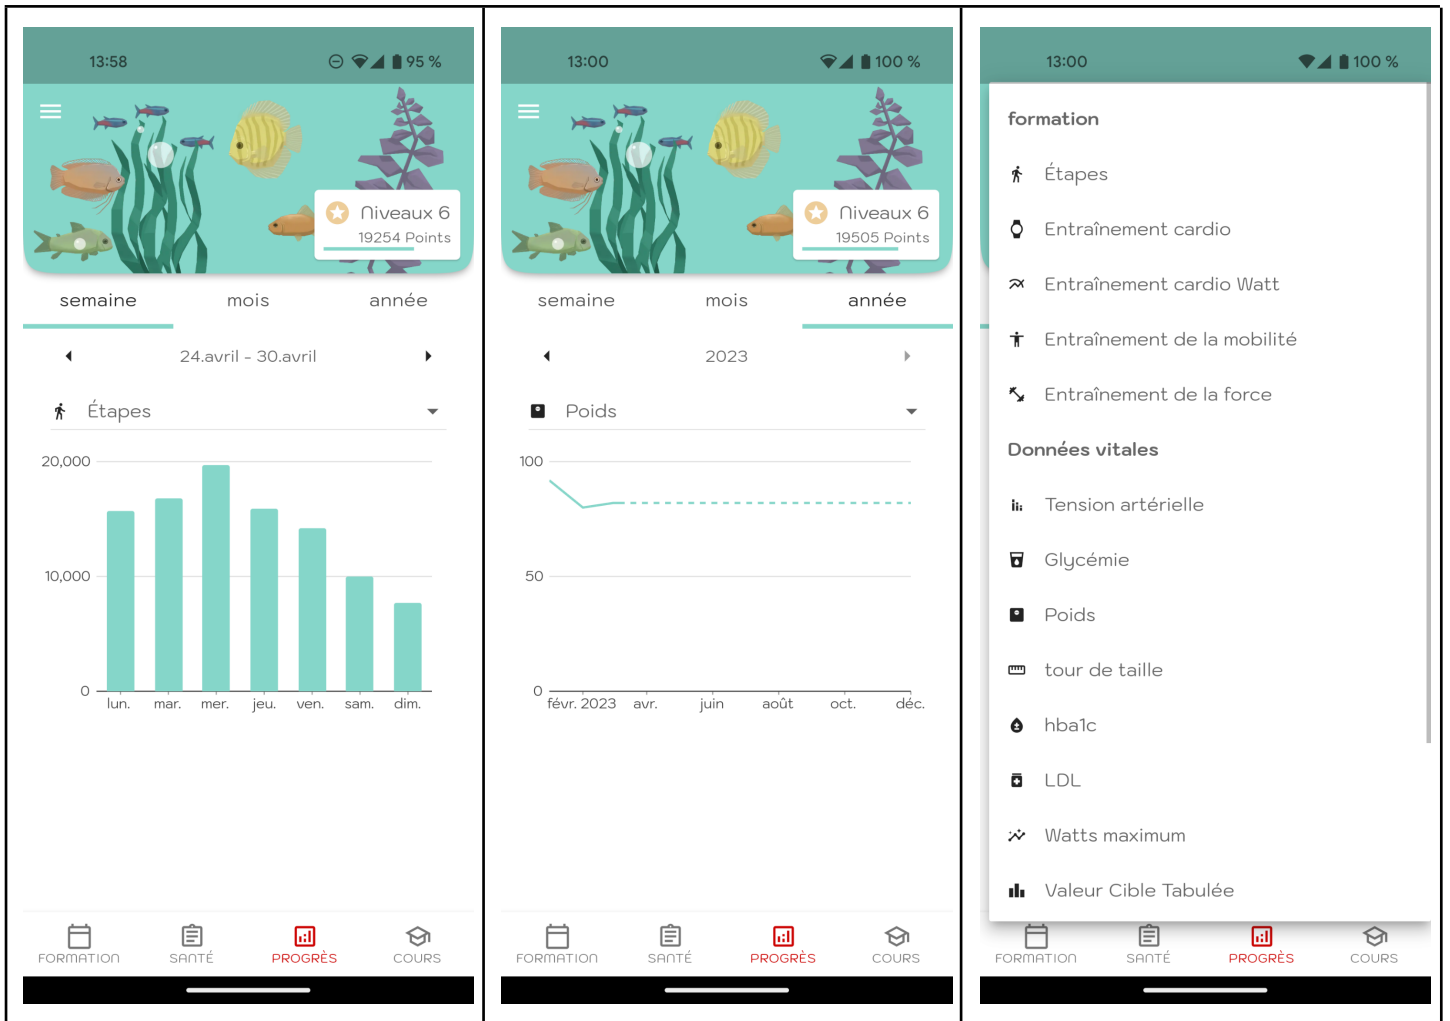 13:58
95 %
Niveaux 6
19254 Points
semaine mois année
24.avril - 30.avril
Étapes
20,000
10,000
0
lun. mar. mer. jeu. ven. sam. dim.
FORMATION SANTÉ PROGRÈS COURS
13:00
100 %
Niveaux 6
19505 Points
semaine mois année
2023
Poids
100
50
0
févr. 2023 avr. juin août oct. déc.
FORMATION SANTÉ PROGRÈS COURS
13:00
100 %
formation
Étapes
Entraînement cardio
Entraînement cardio Watt
Entraînement de la mobilité
Entraînement de la force
Données vitales
Tension artérielle
Glycémie
Poids
tour de taille
hba1c
LDL
Watts maximum
Valeur Cible Tabulée
FORMATION SANTÉ PROGRÈS COURS